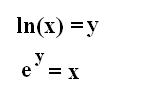 ln(x) = y
e^y = x